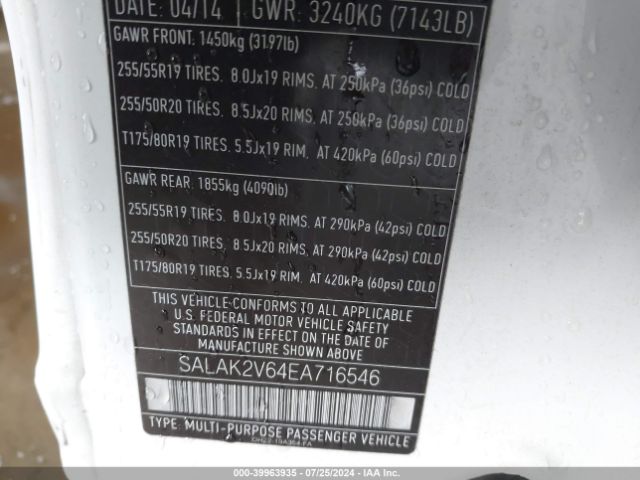 DATE: 04/14 GWR: 3240KG (7143LB)
GAWR FRONT: 1450kg (3197lb)
255/55R19 TIRES. 8.0Jx19 RIMS. AT 250kPa (36psi) COLD
255/50R20 TIRES. 8.5Jx20 RIMS. AT 250kPa (36psi) COLD
T175/80R19 TIRES. 5.5Jx19 RIM. AT 420kPa (60psi) COLD
GAWR REAR: 1855kg (4090lb)
255/55R19 TIRES. 8.0Jx19 RIMS. AT 290kPa (42psi) COLD
255/50R20 TIRES. 8.5Jx20 RIMS. AT 290kPa (42psi) COLD
T175/80R19 TIRES. 5.5Jx19 RIM. AT 420kPa (60psi) COLD
THIS VEHICLE CONFORMS TO ALL APPLICABLE
U.S. FEDERAL MOTOR VEHICLE SAFETY
STANDARDS IN EFFECT ON THE DATE OF
MANUFACTURE SHOWN ABOVE
SALAK2V64EA716546
TYPE: MULTI-PURPOSE PASSENGER VEHICLE
000-39963935 - 07/25/2024 - IAA Inc.